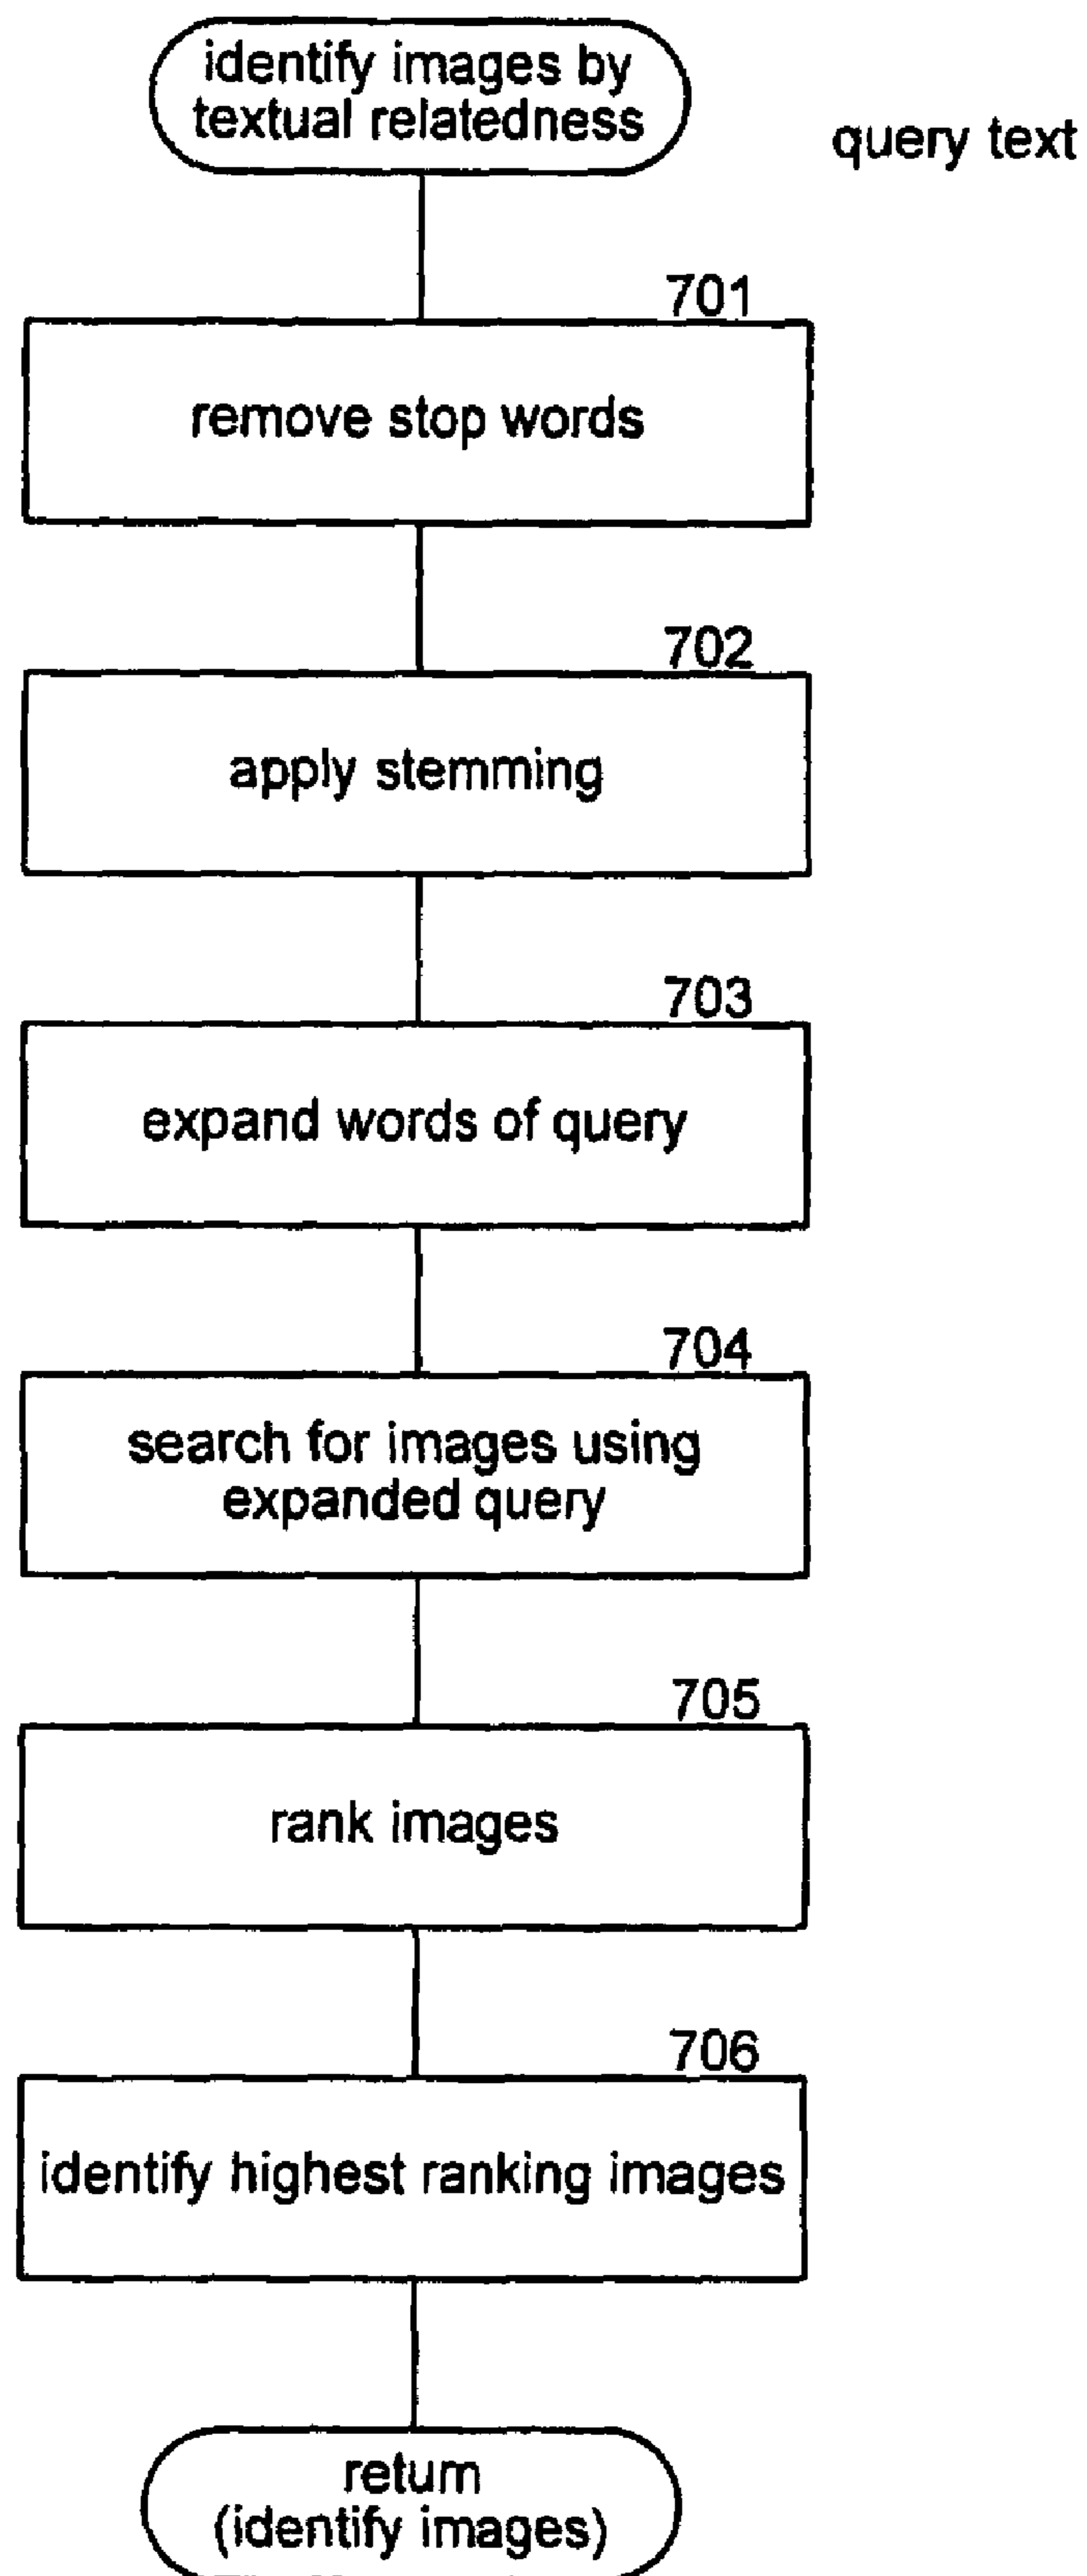 identify images by
textual relatedness
query text
701
remove stop words
702
apply stemming
703
expand words of query
704
search for images using
expanded query
705
rank images
706
identify highest ranking images
return
(identify images)